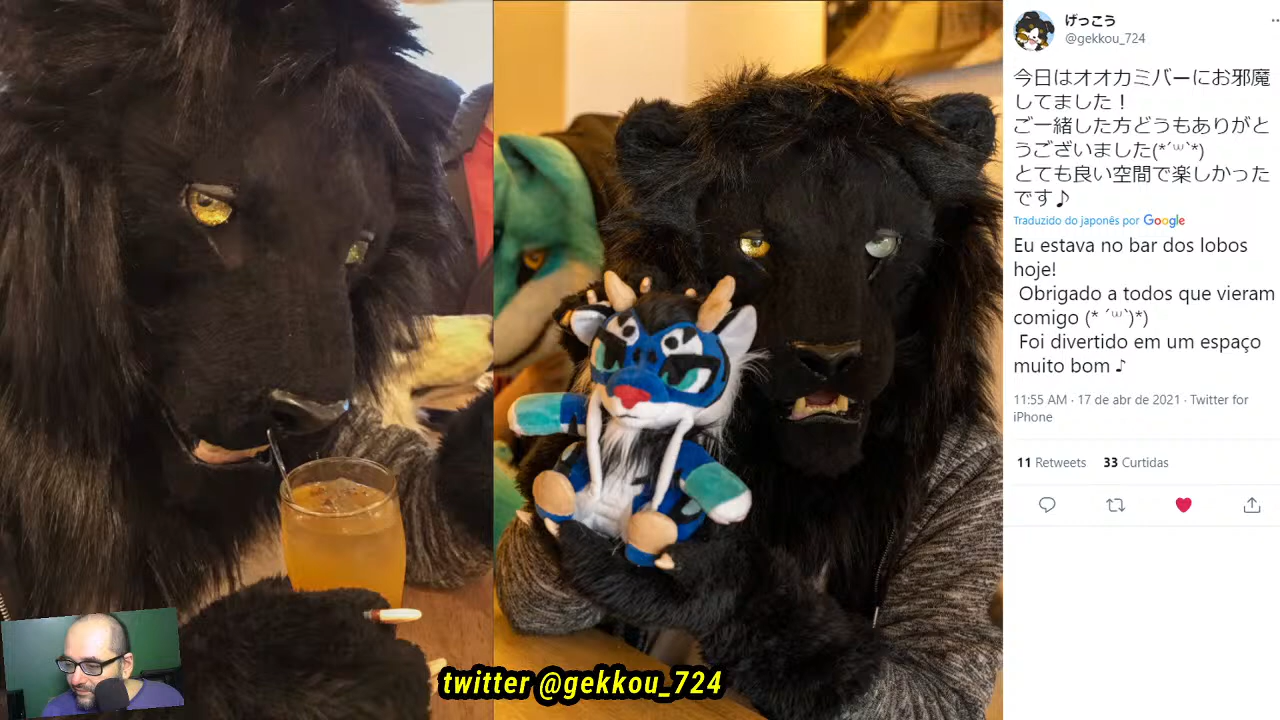 げっこう
@gekkou_724
今日はオオカミバーにお邪魔
してました！
ご一緒した方どうもありがと
うございました(*´꒳`*)
とても良い空間で楽しかった
です♪
Traduzido do japonês por Google
Eu estava no bar dos lobos
hoje!
Obrigado a todos que vieram
comigo (* ´꒳`)*)
Foi divertido em um espaço
muito bom ♪
11:55 AM · 17 de abr de 2021 · Twitter for
iPhone
11 Retweets 33 Curtidas
twitter @gekkou_724